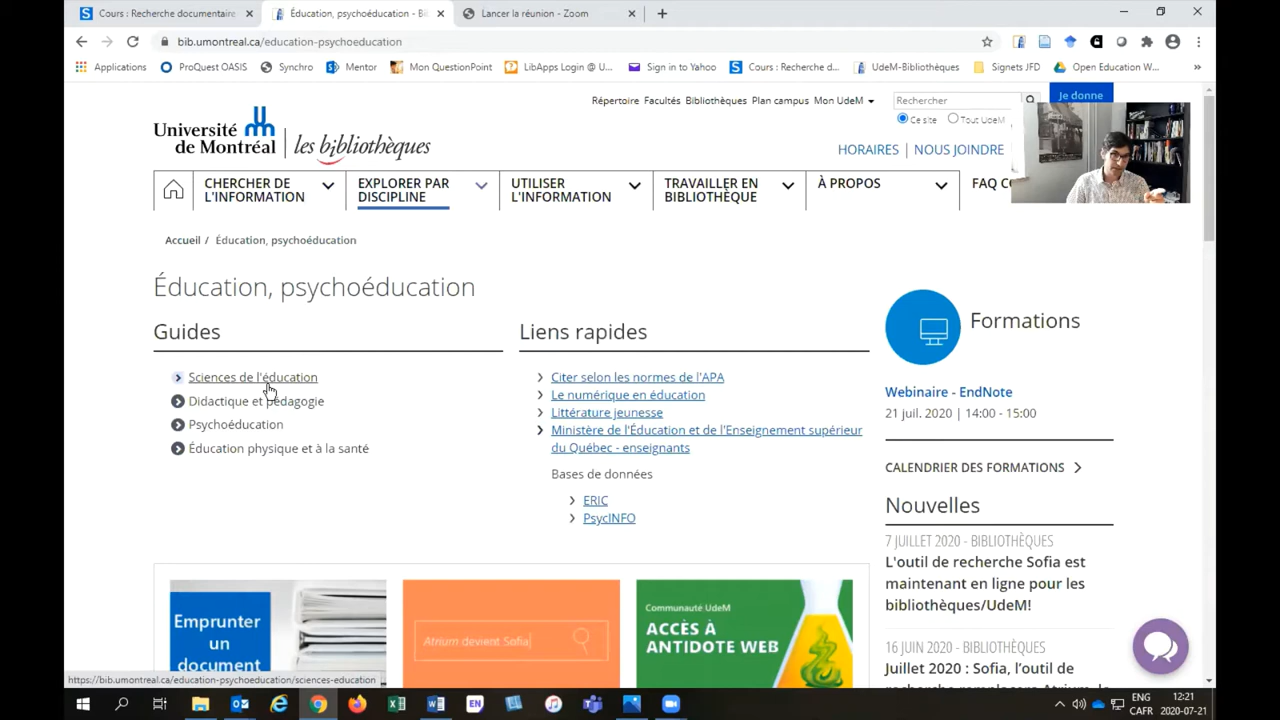 Cours : Recherche documentaire
Éducation, psychoéducation - Bi
Lancer la réunion - Zoom
bib.umontreal.ca/education-psychoeducation
Applications
ProQuest OASIS
Synchro
Mentor
Mon QuestionPoint
LibApps Login @ U...
Sign in to Yahoo
Cours : Recherche d...
UdeM-Bibliothèques
Signets JFD
Open Education W...
»
Répertoire Facultés Bibliothèques Plan campus Mon UdeM
Rechercher
Je donne
Ce site
Tout UdeM
Université
de Montréal
les bibliothèques
HORAIRES | NOUS JOINDRE
CHERCHER DE
L'INFORMATION
EXPLORER PAR
DISCIPLINE
UTILISER
L'INFORMATION
TRAVAILLER EN
BIBLIOTHÈQUE
À PROPOS
FAQ
Accueil / Éducation, psychoéducation
Éducation, psychoéducation
Guides
Sciences de l'éducation
Didactique et pédagogie
Psychoéducation
Éducation physique et à la santé
Liens rapides
Citer selon les normes de l'APA
Le numérique en éducation
Littérature jeunesse
Ministère de l'Éducation et de l'Enseignement supérieur
du Québec - enseignants
Bases de données
ERIC
PsycINFO
Formations
Webinaire - EndNote
21 juil. 2020 | 14:00 - 15:00
CALENDRIER DES FORMATIONS
Nouvelles
7 JUILLET 2020 - BIBLIOTHÈQUES
L'outil de recherche Sofia est
maintenant en ligne pour les
bibliothèques/UdeM!
16 JUIN 2020 - BIBLIOTHÈQUES
Juillet 2020 : Sofia, l'outil de
Emprunter
un
document
Atrium devient Sofia
Communauté UdeM
ACCÈS À
ANTIDOTE WEB
https://bib.umontreal.ca/education-psychoeducation/sciences-education
EN
ENG
CAFR
12:21
2020-07-21